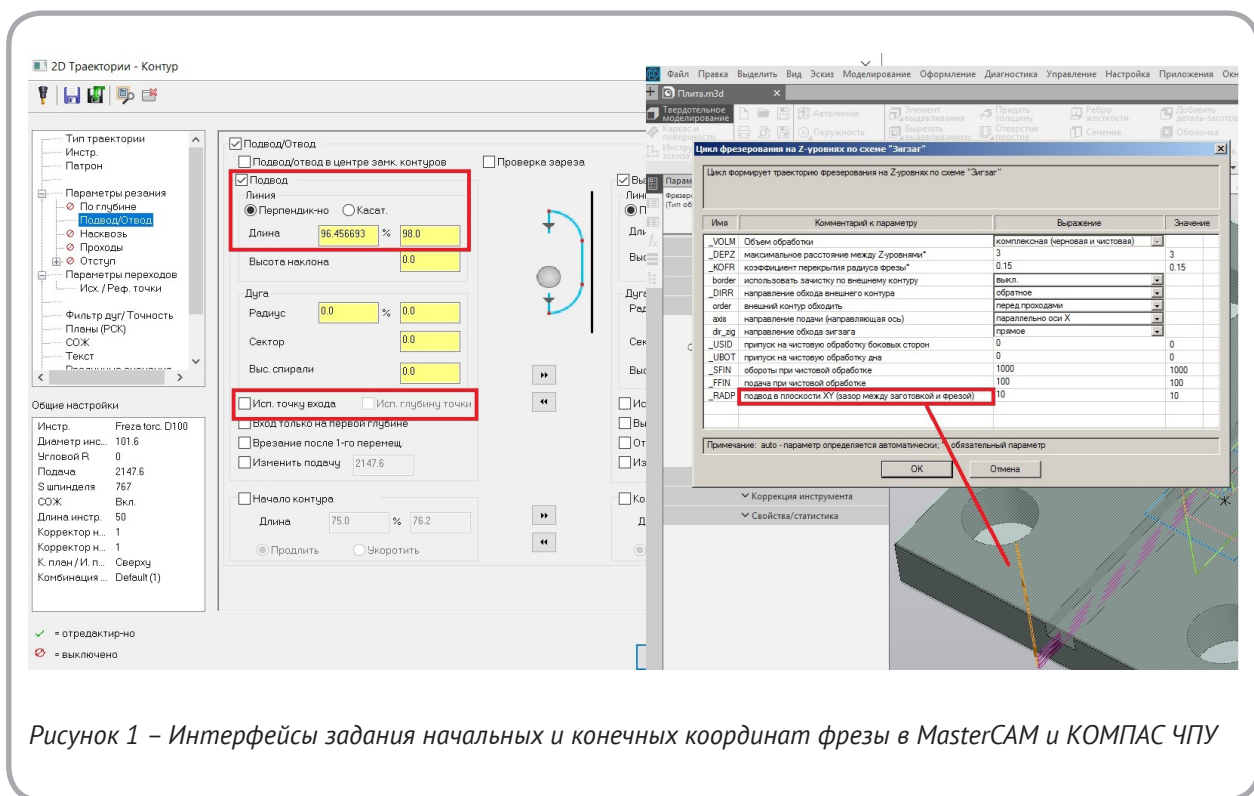 2D Траектории - Контур
Тип траектории
Инстр.
Патрон
Параметры резания
По глубине
Подвод/Отвод
Насквозь
Проходы
Отступ
Параметры переходов
Исх. / Реф. точки
Фильтр дуг/ Точность
Планы (РСК)
СОЖ
Текст
Общие настройки
Инстр. Freza torc. D100
Диаметр инс... 101.6
Угловой R 0
Подача 2147.6
S шпинделя 767
СОЖ Вкл.
Длина инстр. 50
Корректор н... 1
Корректор н... 1
К. план / И. п... Сверху
Комбинация ... Default (1)
= отредактир-но
= выключено
Подвод/Отвод
Подвод/отвод в центре замк. контуров Проверка зареза
Подвод
Линия
Перпендик-но Касат.
Длина 96.456693 % 98.0
Высота наклона 0.0
Дуга
Радиус 0.0 % 0.0
Сектор 0.0
Выс. спирали 0.0
Исп. точку входа Исп. глубину точки
Вход только на первой глубине
Врезание после 1-го перемещ.
Изменить подачу 2147.6
Начало контура
Длина 75.0 % 76.2
Продлить Укоротить
Файл Правка Выделить Вид Эскиз Моделирование Оформление Диагностика Управление Настройка Приложения Окн
Плита.m3d
Твердотельное моделирование
Автолиния
Элемент выдавливания
Придать толщину
Ребро жесткости
Добавить деталь-загото
Каркас и поверхности
Окружность
Вырезать выдавливанием
Отверстие простое
Сечение
Оболочка
Цикл фрезерования на Z-уровнях по схеме "Зигзаг"
Цикл формирует траекторию фрезерования на Z-уровнях по схеме "Зигзаг"
Имя Комментарий к параметру Выражение Значение
_VOLM Объем обработки комплексная (черновая и чистовая)
_DEPZ максимальное расстояние между Z-уровнями* 3 3
_KOFR коэффициент перекрытия радиуса фрезы* 0.15 0.15
border использовать зачистку по внешнему контуру выкл.
_DIRR направление обхода внешнего контура обратное
order внешний контур обходить перед проходами
axis направление подачи (направляющая ось) параллельно оси X
dir_zig направление обхода зигзага прямое
_USID припуск на чистовую обработку боковых сторон 0 0
_UBOT припуск на чистовую обработку дна 0 0
_SFIN обороты при чистовой обработке 1000 1000
_FFIN подача при чистовой обработке 100 100
_RADP подвод в плоскости XY (зазор между заготовкой и фрезой) 10 10
Примечание: auto - параметр определяется автоматически; * обязательный параметр
OK Отмена
Коррекция инструмента
Свойства/статистика
Рисунок 1 – Интерфейсы задания начальных и конечных координат фрезы в MasterCAM и КОМПАС ЧПУ